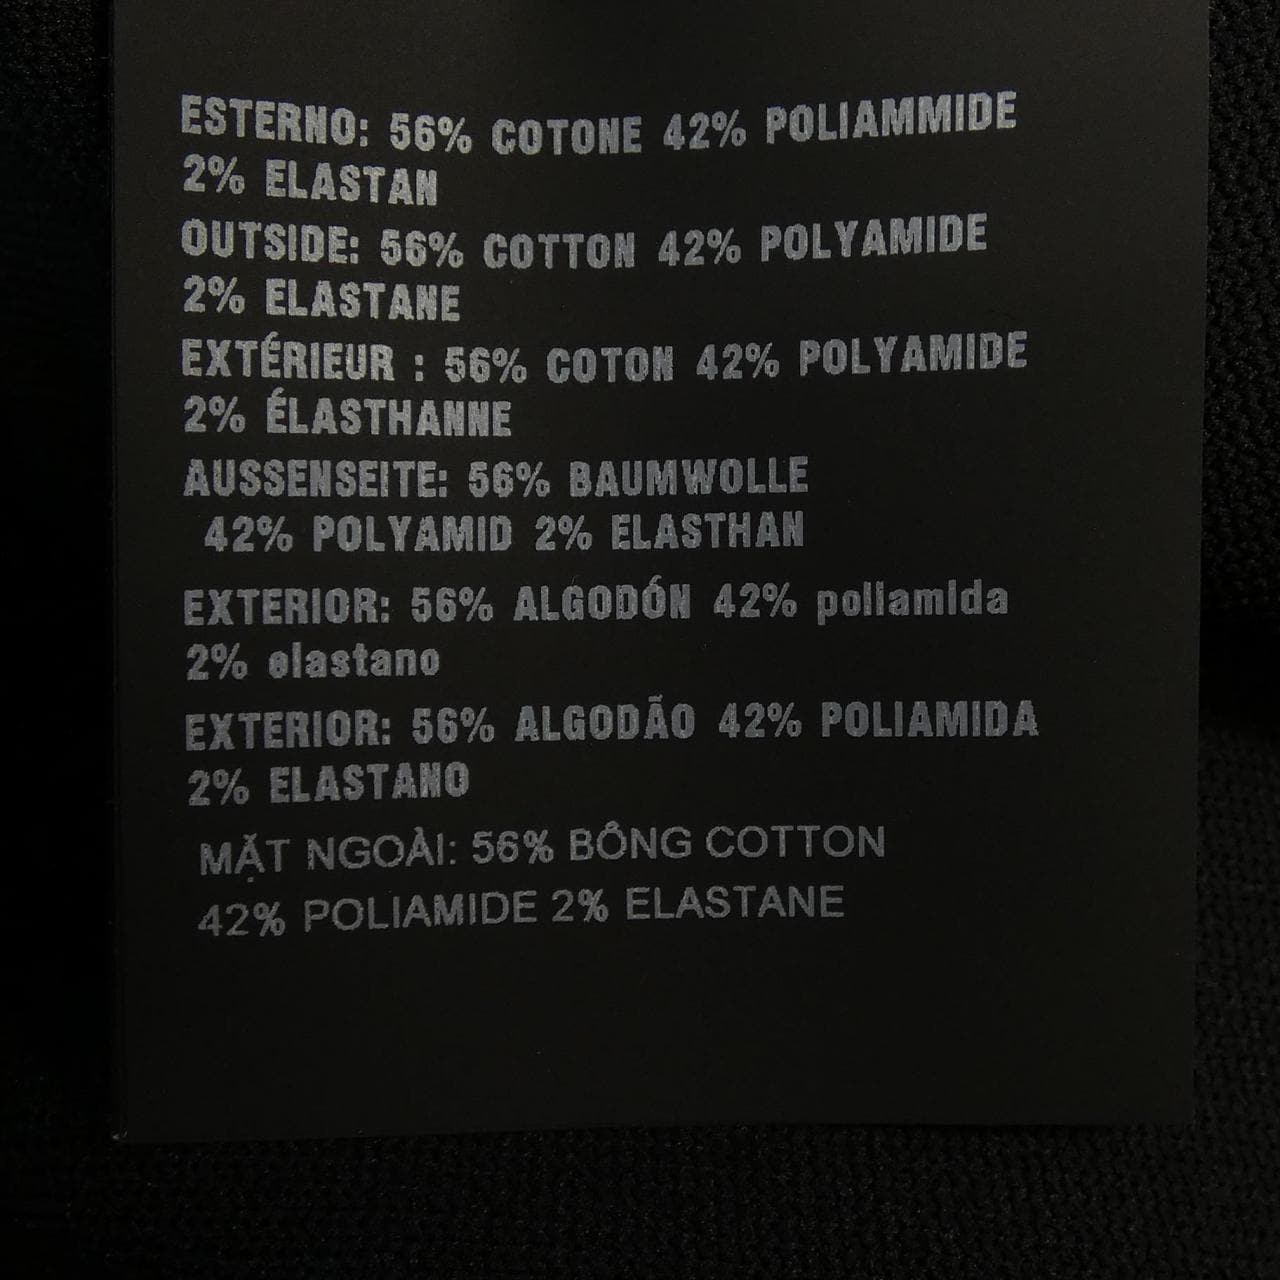 ESTERNO: 56% COTONE 42% POLIAMMIDE
2% ELASTAN
OUTSIDE: 56% COTTON 42% POLYAMIDE
2% ELASTANE
EXTÉRIEUR : 56% COTON 42% POLYAMIDE
2% ÉLASTHANNE
AUSSENSEITE: 56% BAUMWOLLE
42% POLYAMID 2% ELASTHAN
EXTERIOR: 56% ALGODÓN 42% poliamida
2% elastano
EXTERIOR: 56% ALGODÃO 42% POLIAMIDA
2% ELASTANO
MẶT NGOÀI: 56% BÔNG COTTON
42% POLIAMIDE 2% ELASTANE